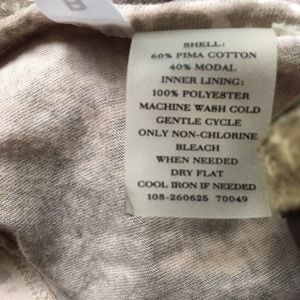 SHELL:
60% PIMA COTTON
40% MODAL
INNER LINING:
100% POLYESTER
MACHINE WASH COLD
GENTLE CYCLE
ONLY NON-CHLORINE
BLEACH
WHEN NEEDED
DRY FLAT
COOL IRON IF NEEDED
108-260625 70049